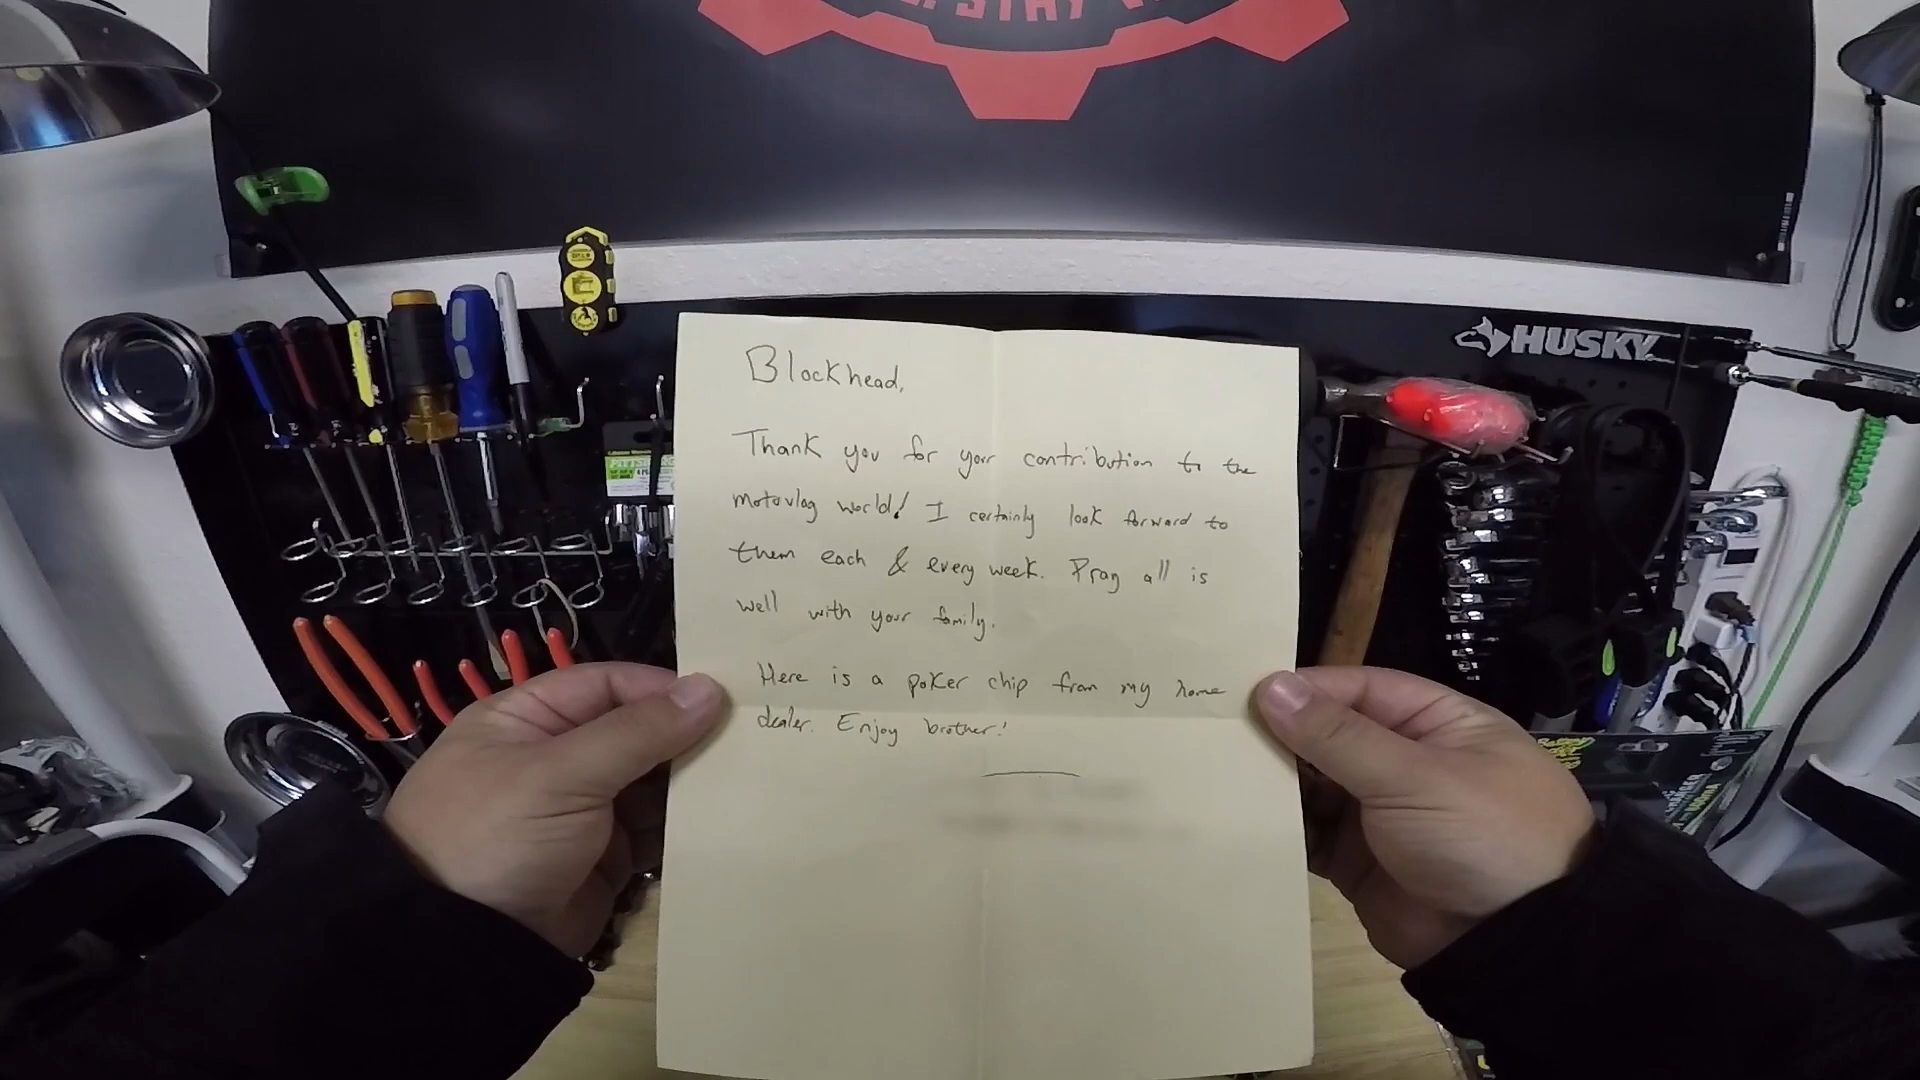 STAY
HUSKY
Blockhead,
Thank you for your contribution to the
motovlog world! I certainly look forward to
them each & every week. Pray all is
well with your family.
Here is a poker chip from my home
dealer. Enjoy brother!